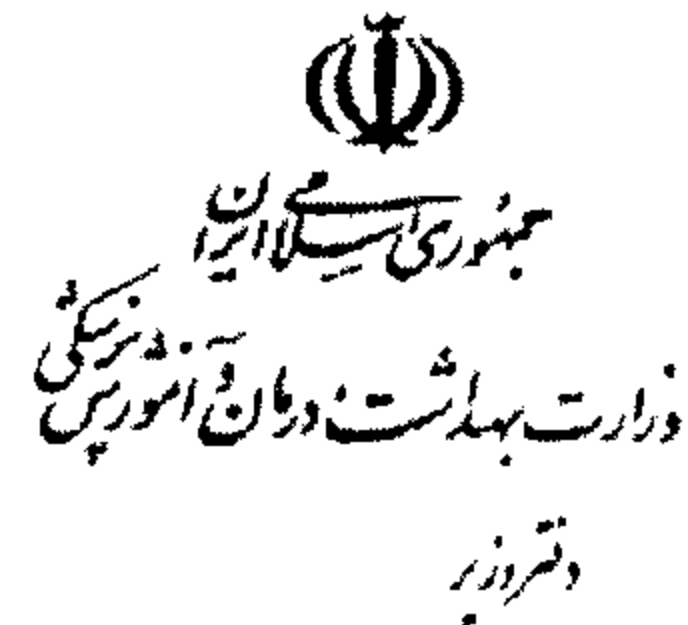 جمهوری اسلامی ایران
وزارت بهداشت، درمان و آموزش پزشکی
دفتر وزیر